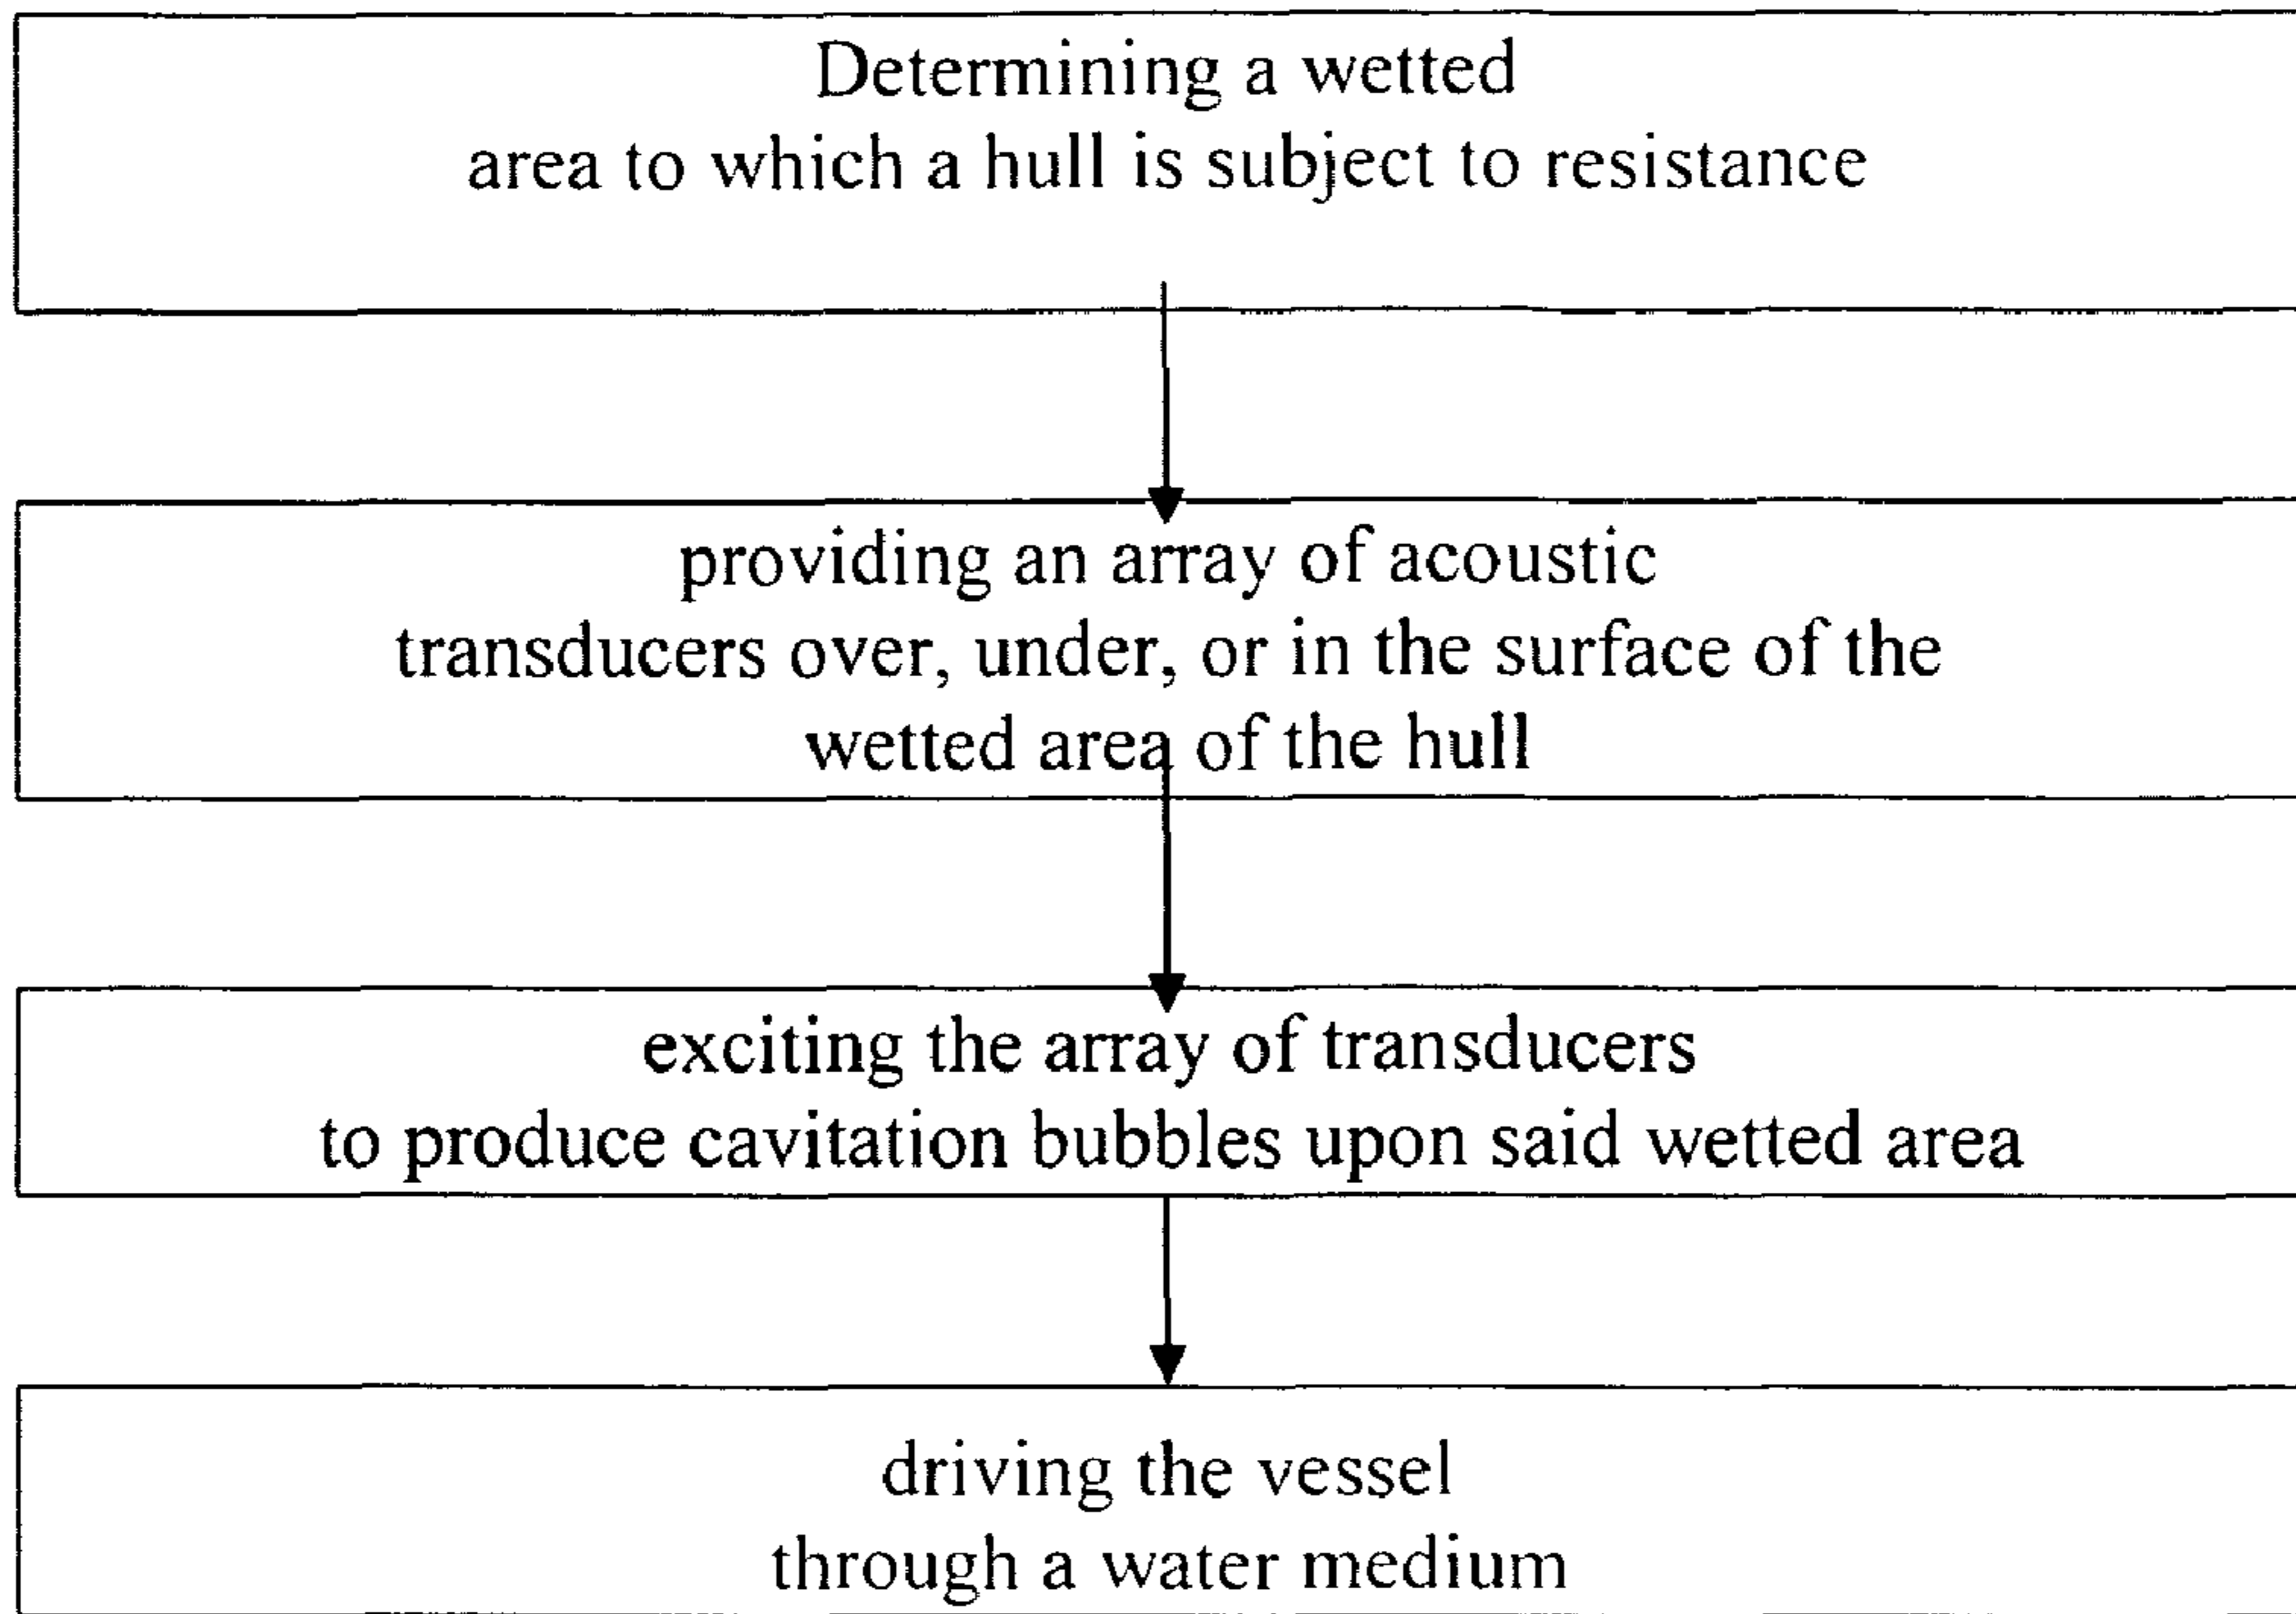 Determining a wetted
area to which a hull is subject to resistance
providing an array of acoustic
transducers over, under, or in the surface of the
wetted area of the hull
exciting the array of transducers
to produce cavitation bubbles upon said wetted area
driving the vessel
through a water medium